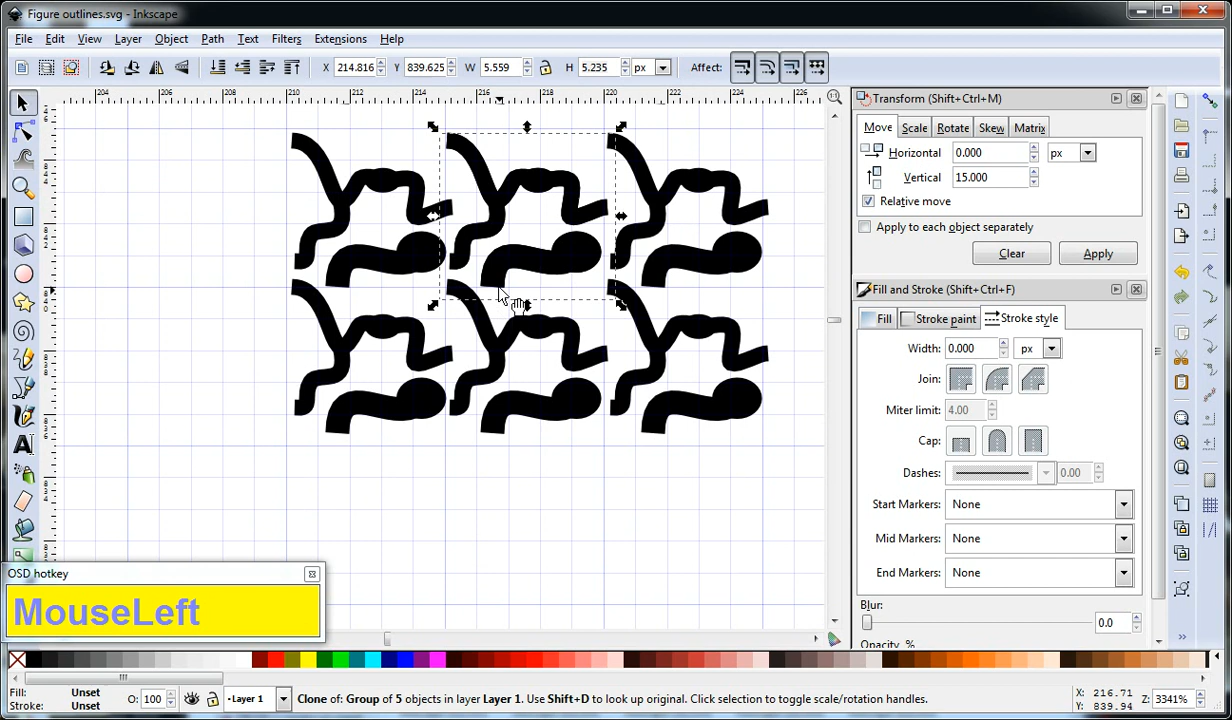 Figure outlines.svg - Inkscape
File Edit View Layer Object Path Text Filters Extensions Help
X 214.816 Y 839.625 W 5.559 H 5.235 px Affect:
204 210 212 214 216 218 220 222 224 226
Transform (Shift+Ctrl+M)
Move Scale Rotate Skew Matrix
Horizontal 0.000 px
Vertical 15.000
Relative move
Apply to each object separately
Clear Apply
Fill and Stroke (Shift+Ctrl+F)
Fill Stroke paint Stroke style
Width: 0.000 px
Join:
Miter limit: 4.00
Cap:
Dashes: 0.00
Start Markers: None
Mid Markers: None
End Markers: None
Blur:
0.0
Opacity, %
OSD hotkey
MouseLeft
Fill: Unset
Stroke: Unset
O: 100
Layer 1
Clone of: Group of 5 objects in layer Layer 1. Use Shift+D to look up original. Click selection to toggle scale/rotation handles.
X: 216.71
Y: 839.94
Z: 3341%